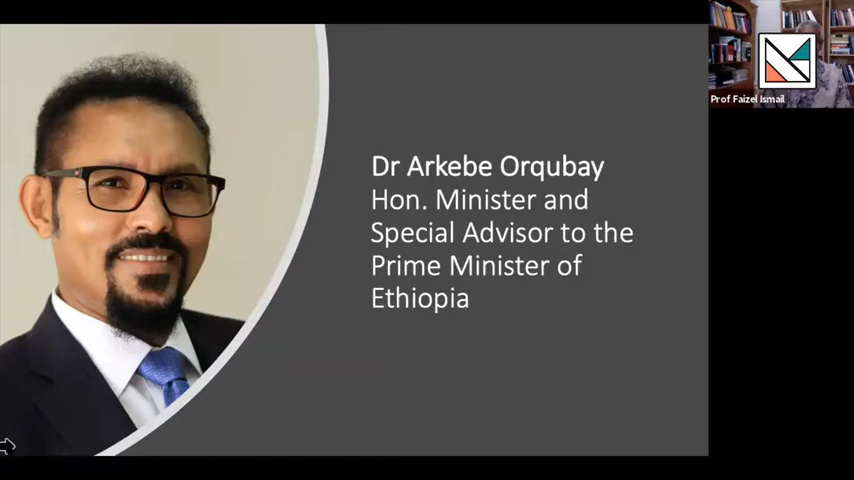 Dr Arkebe Orqubay
Hon. Minister and
Special Advisor to the
Prime Minister of
Ethiopia
Prof Faizel Ismail